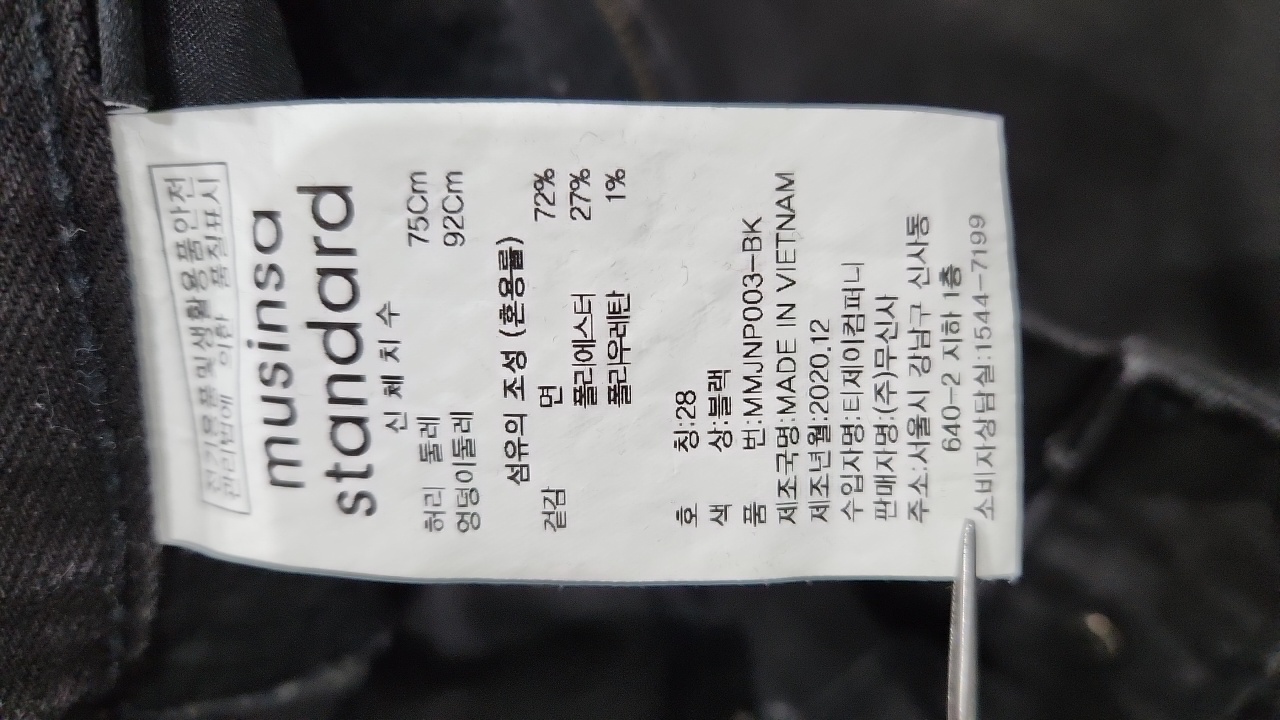 전기용품 및 생활용품안전
관리법에 의한 품질표시
musinsa
standard
신 체 치 수
허리 둘레 75Cm
엉덩이둘레 92Cm
섬유의 조성 (혼용률)
겉감 면 72%
폴리에스터 27%
폴리우레탄 1%
호 칭:28
색 상:블랙
품 번:MMJNP003-BK
제조국명:MADE IN VIETNAM
제조년월:2020.12
수입자명:티제이컴퍼니
판매자명:(주)무신사
주소:서울시 강남구 신사동
640-2 지하 1층
소비자상담실:1544-7199